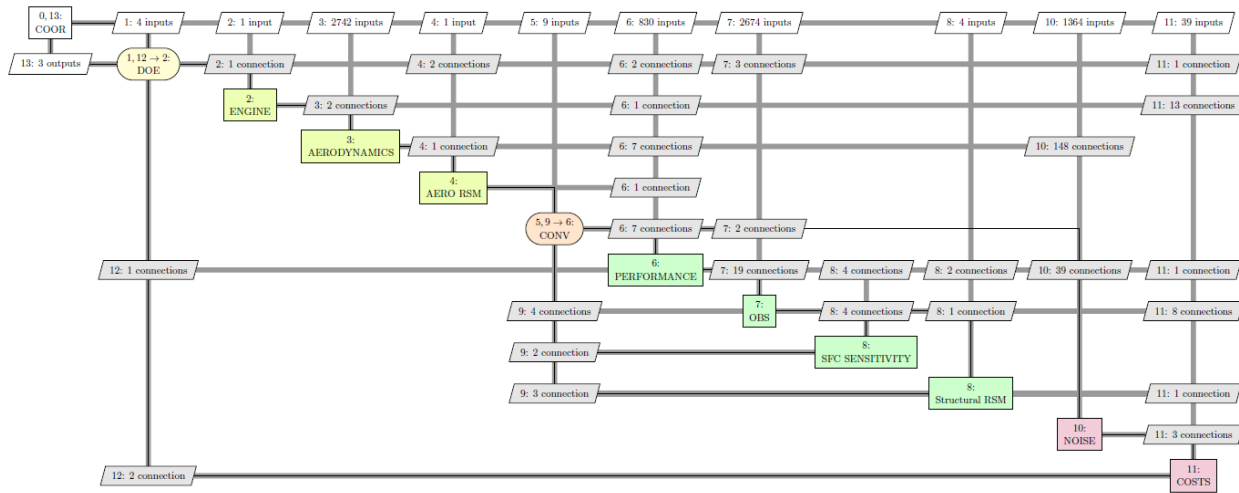 0, 13:
COOR
1: 4 inputs
2: 1 input
3: 2742 inputs
4: 1 input
5: 9 inputs
6: 830 inputs
7: 2674 inputs
8: 4 inputs
10: 1364 inputs
11: 39 inputs
13: 3 outputs
1, 12 → 2:
DOE
2: 1 connection
4: 2 connections
6: 2 connections
7: 3 connections
11: 1 connection
2:
ENGINE
3: 2 connections
6: 1 connection
11: 13 connections
3:
AERODYNAMICS
4: 1 connection
6: 7 connections
10: 148 connections
4:
AERO RSM
6: 1 connection
5, 9 → 6:
CONV
6: 7 connections
7: 2 connections
12: 1 connections
6:
PERFORMANCE
7: 19 connections
8: 4 connections
8: 2 connections
10: 39 connections
11: 1 connection
9: 4 connections
7:
OBS
8: 4 connections
8: 1 connection
11: 8 connections
9: 2 connection
8:
SFC SENSITIVITY
9: 3 connection
8:
Structural RSM
11: 1 connection
10:
NOISE
11: 3 connections
12: 2 connection
11:
COSTS